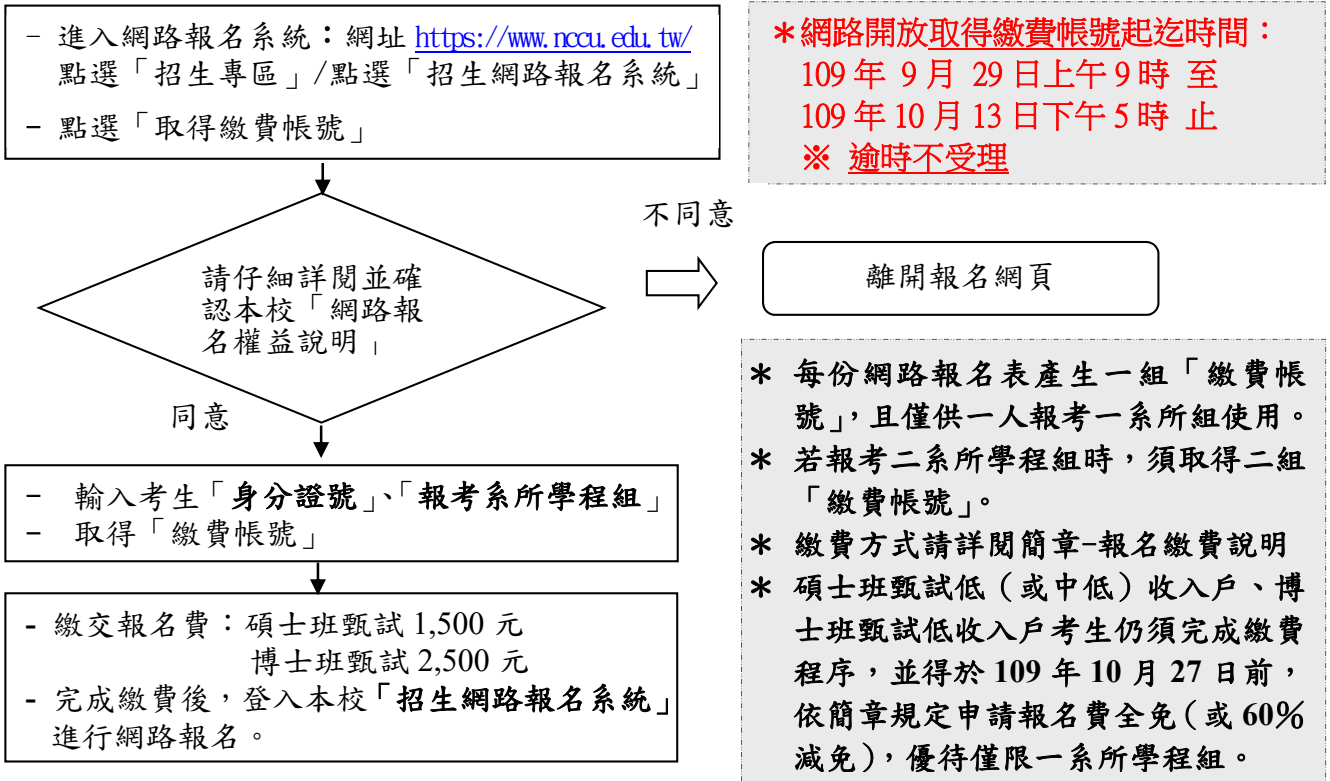 - 進入網路報名系統：網址 https://www.nccu.edu.tw/
點選「招生專區」/點選「招生網路報名系統」
- 點選「取得繳費帳號」
＊網路開放取得繳費帳號起迄時間：
109 年 9 月 29 日上午 9 時 至
109 年 10 月 13 日下午 5 時 止
※ 逾時不受理
請仔細詳閱並確
認本校「網路報
名權益說明」
不同意
離開報名網頁
同意
- 輸入考生「身分證號」、「報考系所學程組」
- 取得「繳費帳號」
- 繳交報名費：碩士班甄試 1,500 元
博士班甄試 2,500 元
- 完成繳費後，登入本校「招生網路報名系統」
進行網路報名。
＊ 每份網路報名表產生一組「繳費帳
號」，且僅供一人報考一系所組使用。
＊ 若報考二系所學程組時，須取得二組
「繳費帳號」。
＊ 繳費方式請詳閱簡章-報名繳費說明
＊ 碩士班甄試低（或中低）收入戶、博
士班甄試低收入戶考生仍須完成繳費
程序，並得於 109 年 10 月 27 日前，
依簡章規定申請報名費全免（或 60％
減免），優待僅限一系所學程組。